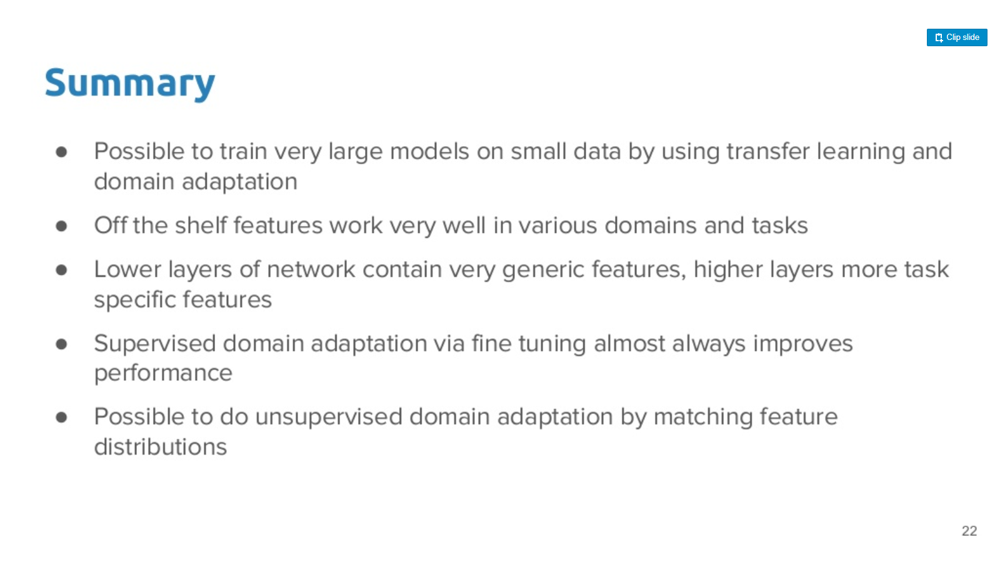 Clip slide
Summary
● Possible to train very large models on small data by using transfer learning and
domain adaptation
● Off the shelf features work very well in various domains and tasks
● Lower layers of network contain very generic features, higher layers more task
specific features
● Supervised domain adaptation via fine tuning almost always improves
performance
● Possible to do unsupervised domain adaptation by matching feature
distributions
22